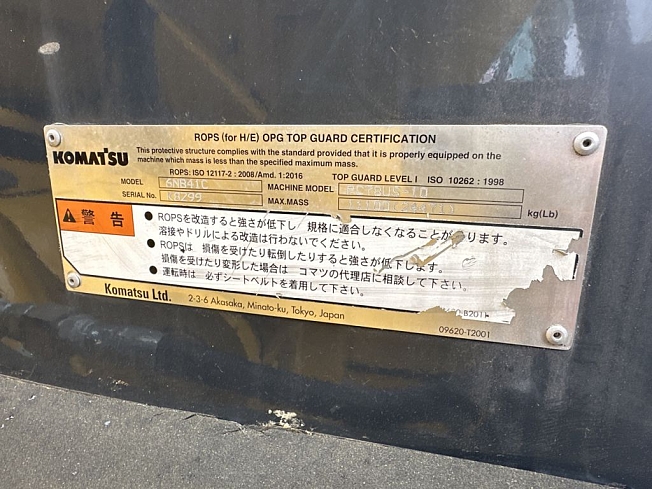 ROPS (for H/E) OPG TOP GUARD CERTIFICATION
KOMATSU
This protective structure complies with the standard provided that it is properly equipped on the
machine which mass is less than the specified maximum mass.
ROPS: ISO 12117-2 : 2008/Amd. 1:2016 TOP GUARD LEVEL I ISO 10262 : 1998
MODEL 6NB41C MACHINE MODEL
SERIAL No. K6299 MAX.MASS kg(Lb)
警告
● ROPSを改造すると強さが低下し 規格に適合しなくなることがあります。
溶接やドリルによる改造は行わないでください。
● ROPSは 損傷を受けたり転倒したりすると強さが低下します。
損傷を受けたり変形した場合は コマツの代理店に相談して下さい。
● 運転時は 必ずシートベルトを着用して下さい。
Komatsu Ltd. 2-3-6 Akasaka, Minato-ku, Tokyo, Japan
09620-T2001